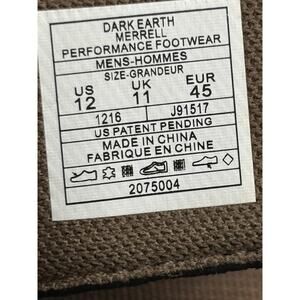 DARK EARTH
MERRELL
PERFORMANCE FOOTWEAR
MENS-HOMMES
SIZE-GRANDEUR
US UK EUR
12 11 45
1216 J91517
US PATENT PENDING
MADE IN CHINA
FABRIQUE EN CHINE
2075004